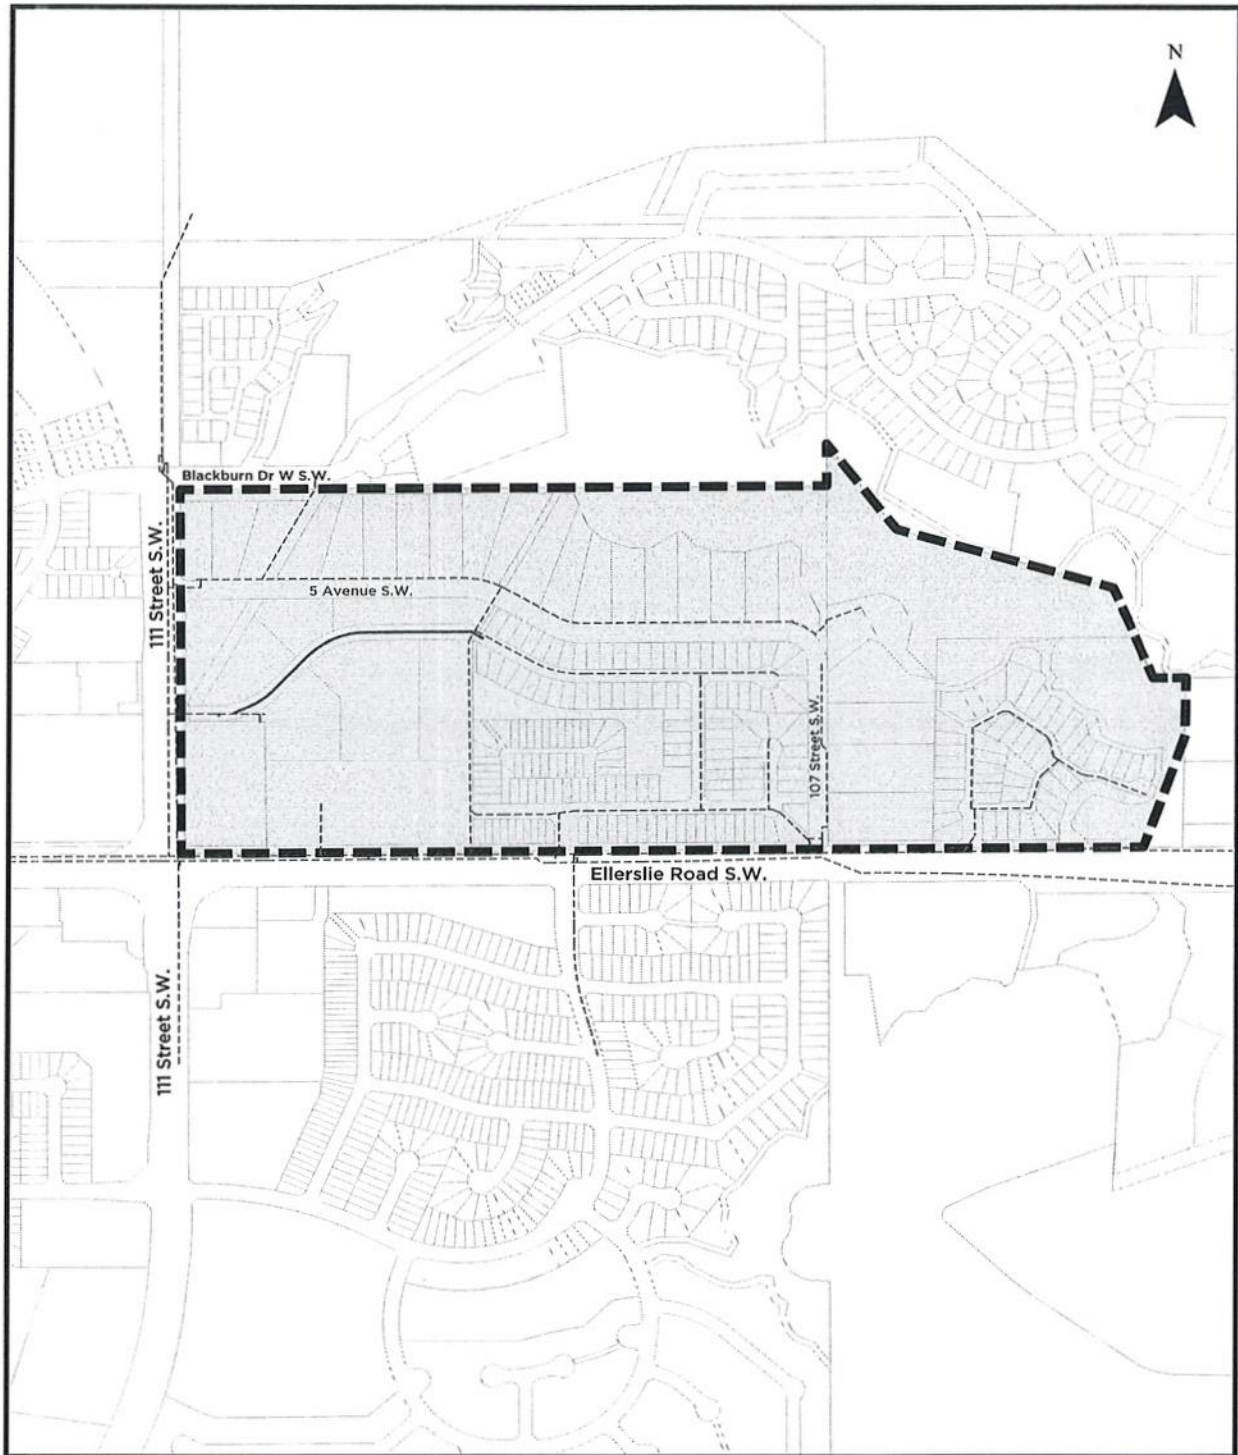 N
Blackburn Dr W S.W.
111 Street S.W.
5 Avenue S.W.
107 Street S.W.
Ellerslie Road S.W.
111 Street S.W.